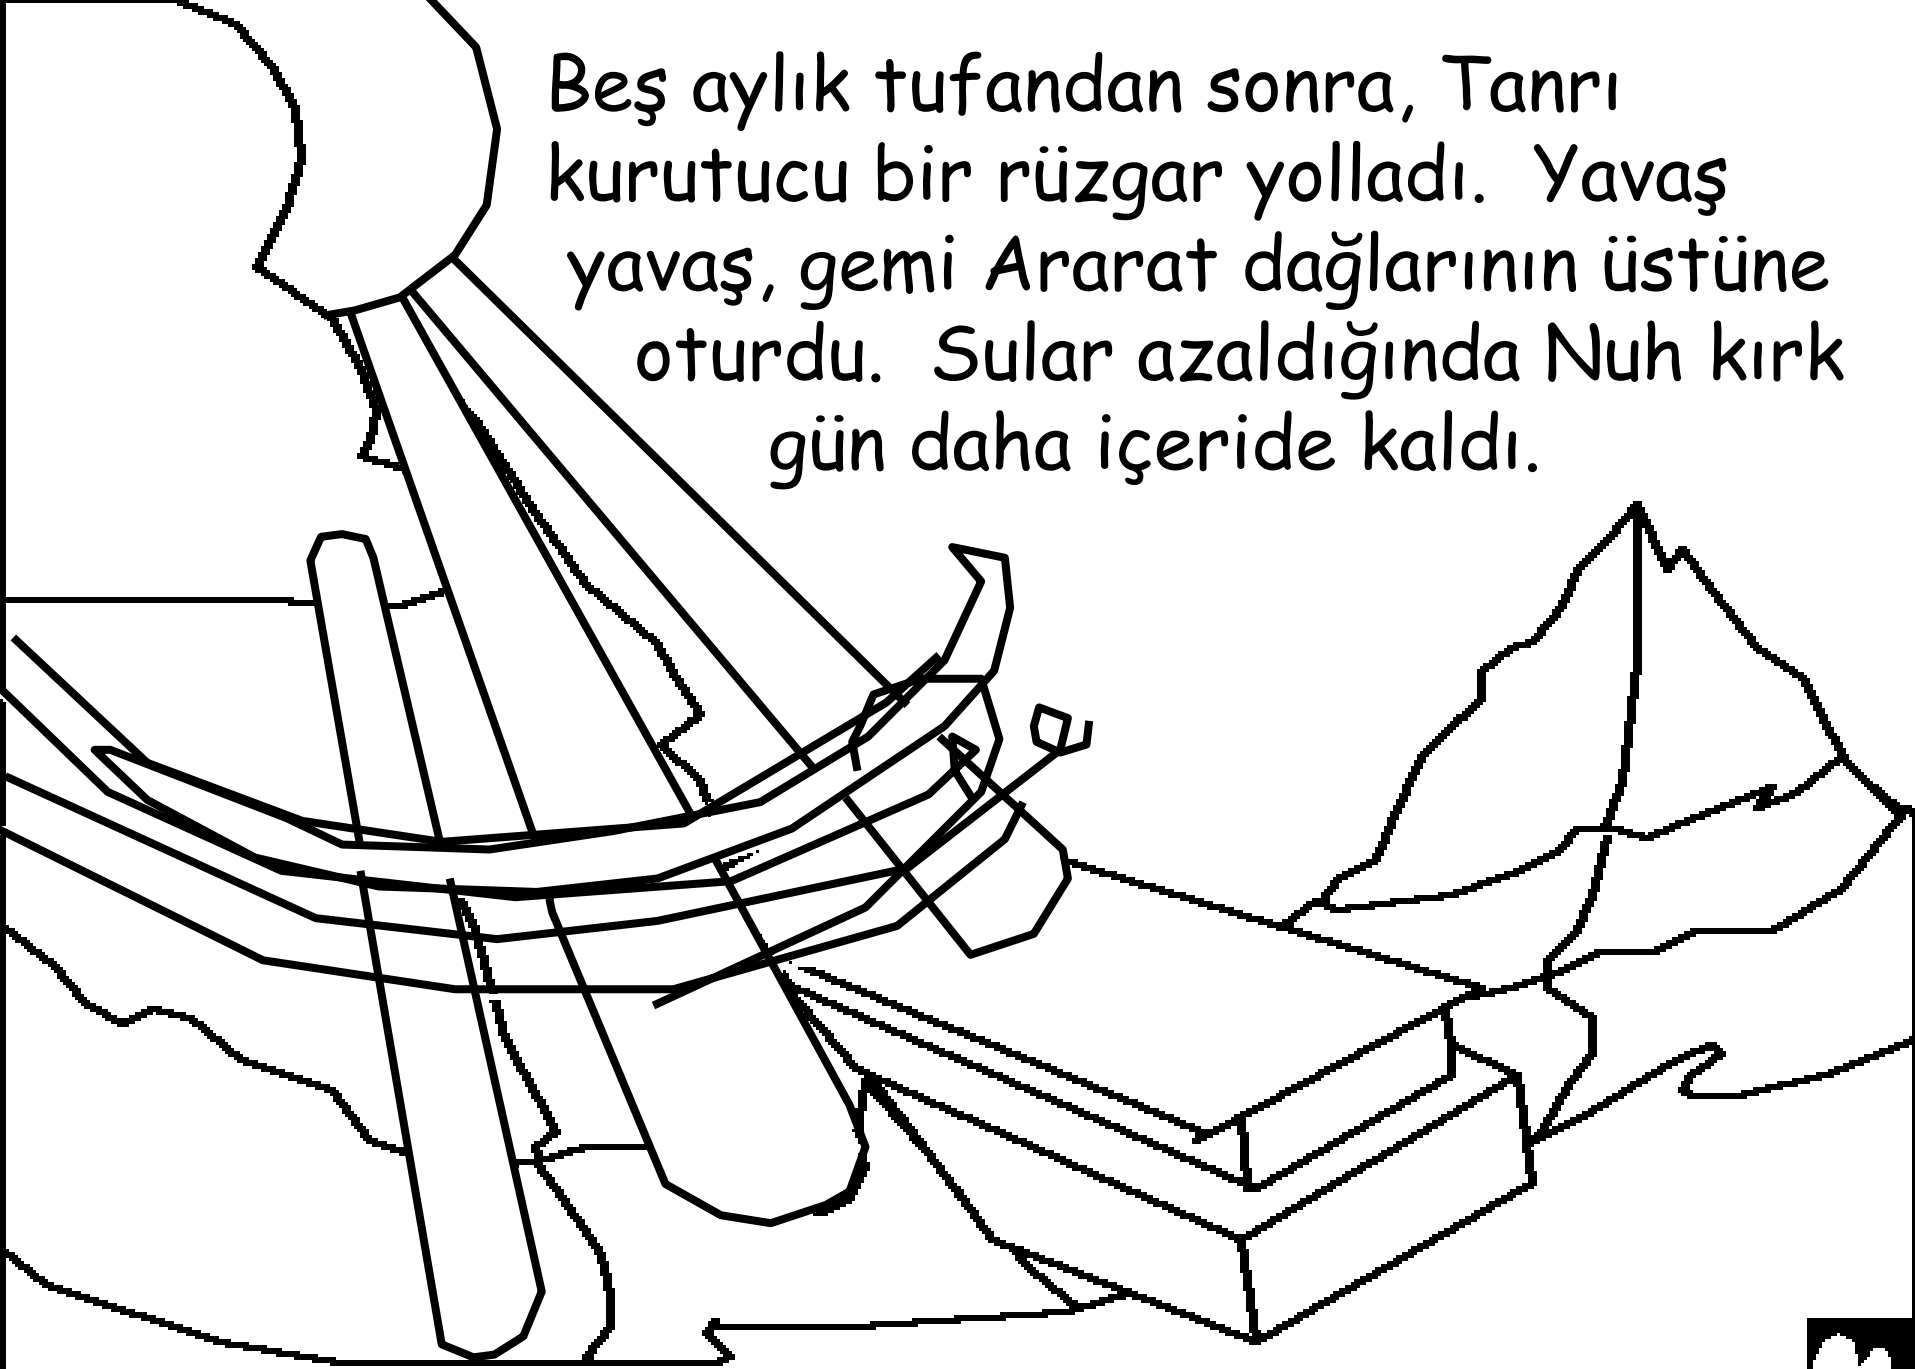 Beş aylık tufandan sonra, Tanrı
kurutucu bir rüzgar yolladı.  Yavaş
yavaş, gemi Ararat dağlarının üstüne
oturdu.  Sular azaldığında Nuh kırk
gün daha içeride kaldı.